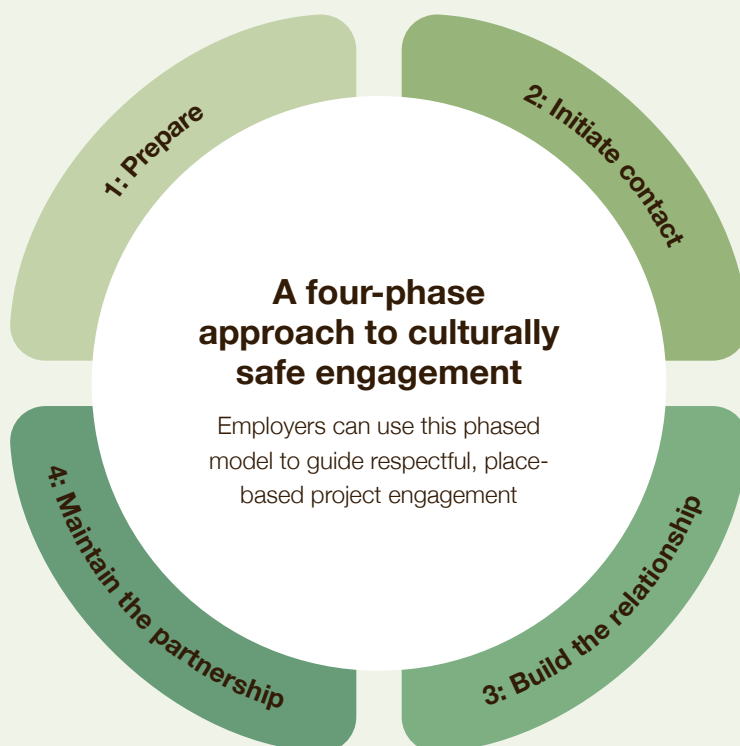 1: Prepare
2: Initiate contact
A four-phase
approach to culturally
safe engagement
Employers can use this phased
model to guide respectful, place-
based project engagement
3: Build the relationship
4: Maintain the partnership